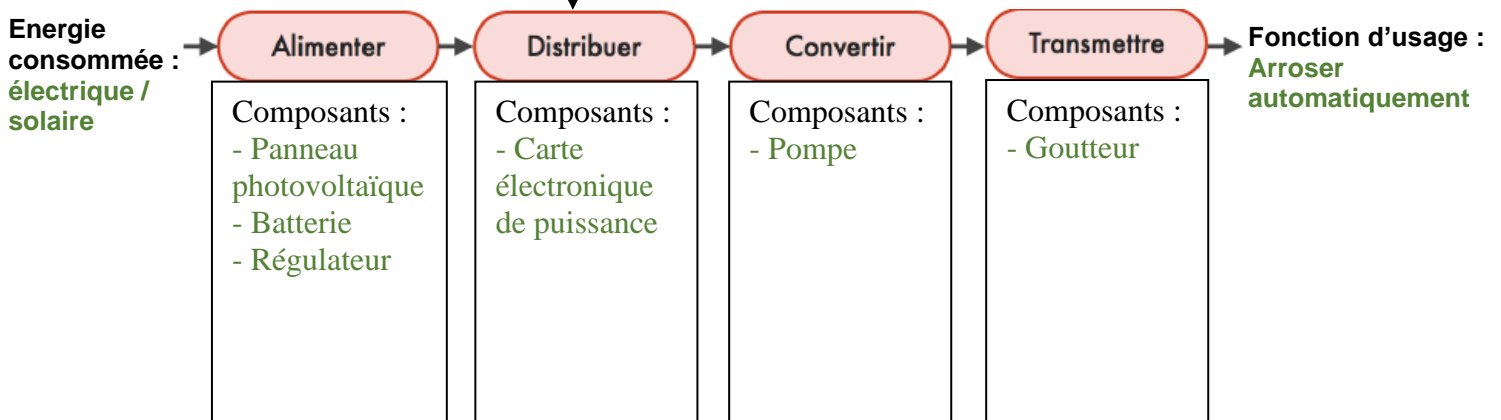 Energie
consommée :
électrique /
solaire
Alimenter
Distribuer
Convertir
Transmettre
Fonction d'usage :
Arroser
automatiquement
Composants :
- Panneau
photovoltaïque
- Batterie
- Régulateur
Composants :
- Carte
électronique
de puissance
Composants :
- Pompe
Composants :
- Goutteur